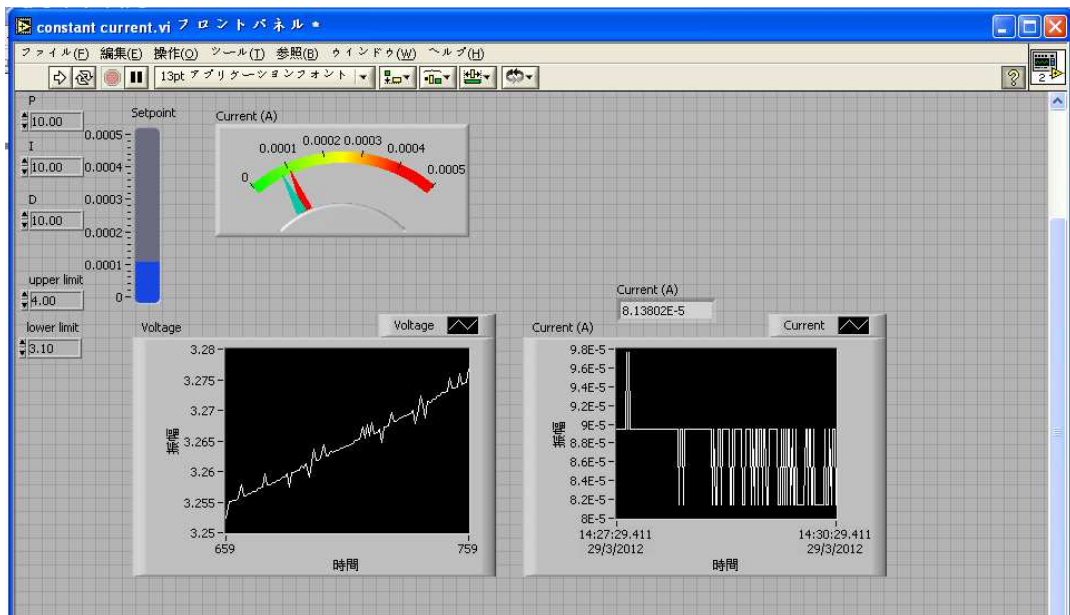 constant current.vi フロントパネル *
ファイル(F) 編集(E) 操作(O) ツール(T) 参照(B) ウインドウ(W) ヘルプ(H)
13pt アプリケーションフォント
2
P
10.00
I
10.00
D
10.00
upper limit
4.00
lower limit
3.10
Setpoint
0.0005
0.0004
0.0003
0.0002
0.0001
0
Current (A)
0 0.0001 0.0002 0.0003 0.0004 0.0005
Current (A)
8.13802E-5
Voltage
Voltage
3.28
3.275
3.27
3.265
3.26
3.255
3.25
振幅
659 759
時間
Current (A)
Current
9.8E-5
9.6E-5
9.4E-5
9.2E-5
9E-5
8.8E-5
8.6E-5
8.4E-5
8.2E-5
8E-5
振幅
14:27:29.411 14:30:29.411
29/3/2012 29/3/2012
時間